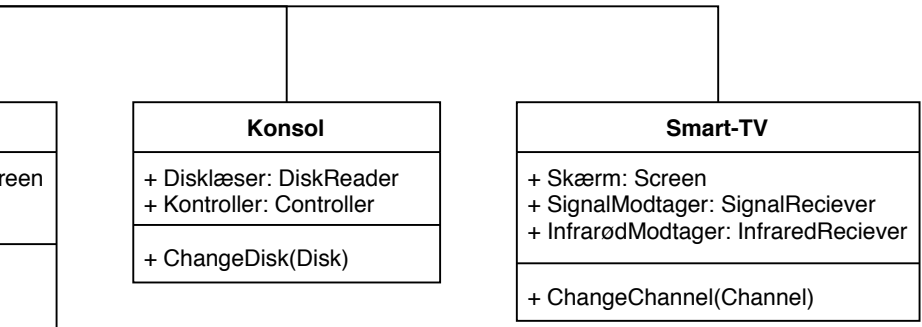 reen
Konsol
+ Disklæser: DiskReader
+ Kontroller: Controller
+ ChangeDisk(Disk)
Smart-TV
+ Skærm: Screen
+ SignalModtager: SignalReciever
+ InfrarødModtager: InfraredReciever
+ ChangeChannel(Channel)